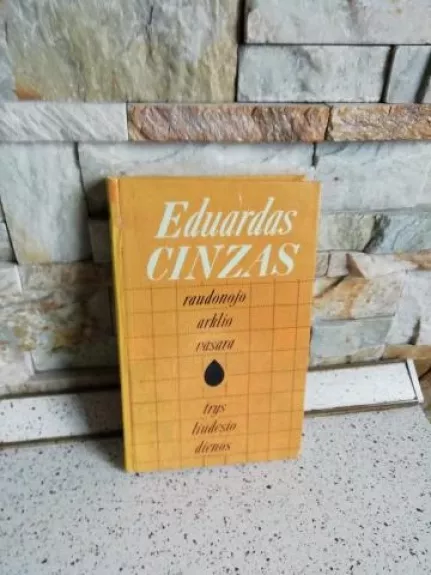 Eduardas
CINZAS
raudonojo
arklio
vasara
trys
liūdesio
dienos